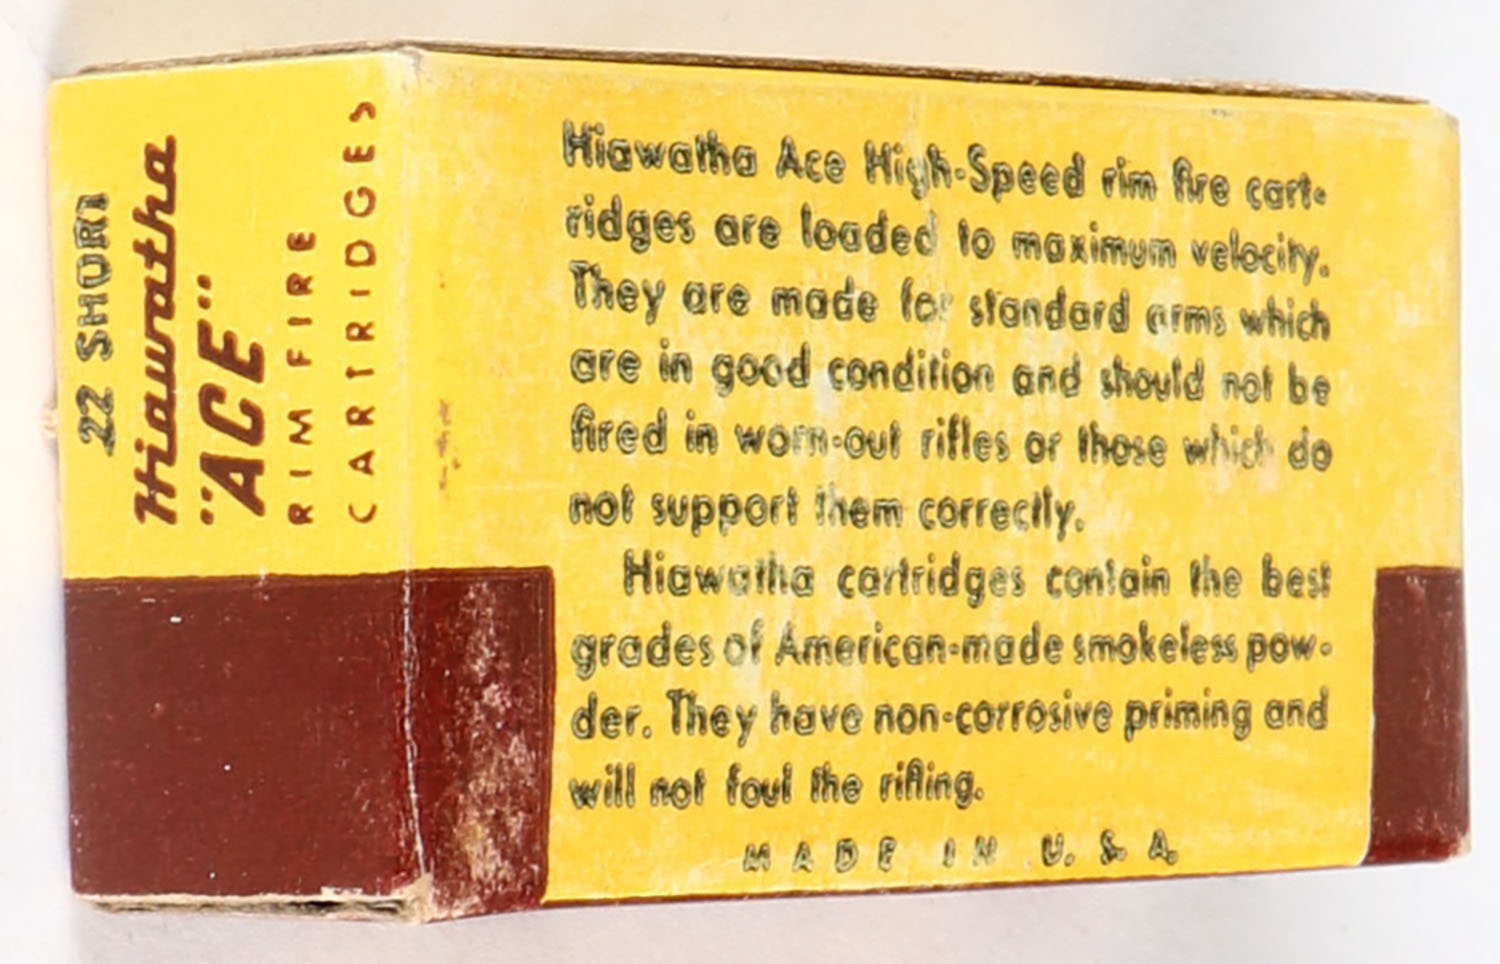 22 SHORT
Hiawatha
"ACE"
RIM FIRE
CARTRIDGES
Hiawatha Ace High-Speed rim fire cart-
ridges are loaded to maximum velocity.
They are made for standard arms which
are in good condition and should not be
fired in worn-out rifles or those which do
not support them correctly.
Hiawatha cartridges contain the best
grades of American-made smokeless pow-
der. They have non-corrosive priming and
will not foul the rifling.
MADE IN U.S.A.